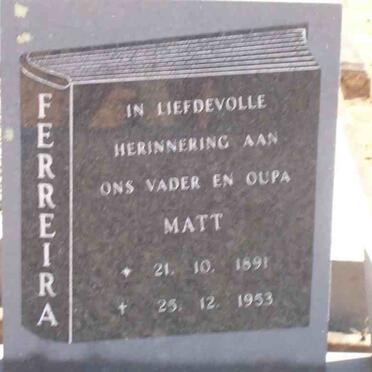 FERREIRA
IN LIEFDEVOLLE
HERINNERING AAN
ONS VADER EN OUPA
MATT
* 21. 10. 1891
† 25. 12. 1953